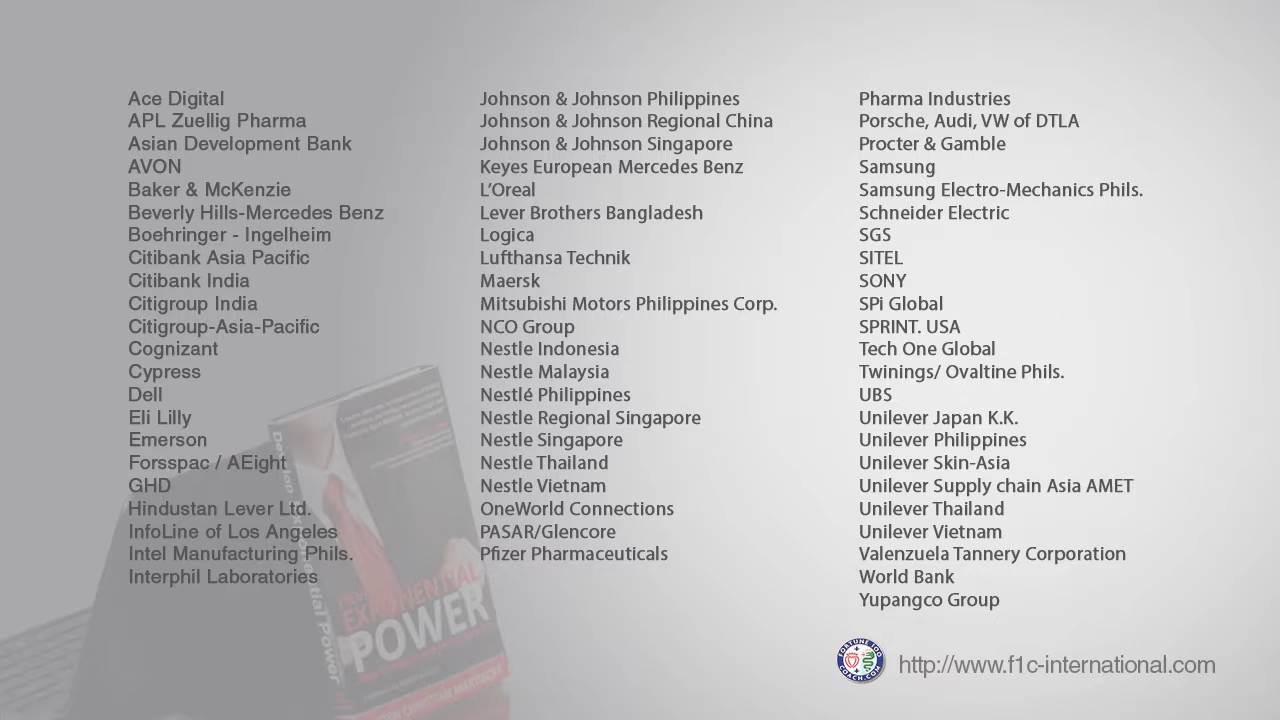 Ace Digital
APL Zuellig Pharma
Asian Development Bank
AVON
Baker & McKenzie
Beverly Hills-Mercedes Benz
Boehringer - Ingelheim
Citibank Asia Pacific
Citibank India
Citigroup India
Citigroup-Asia-Pacific
Cognizant
Cypress
Dell
Eli Lilly
Emerson
Forsspac / AEight
GHD
Hindustan Lever Ltd.
InfoLine of Los Angeles
Intel Manufacturing Phils.
Interphil Laboratories
Johnson & Johnson Philippines
Johnson & Johnson Regional China
Johnson & Johnson Singapore
Keyes European Mercedes Benz
L’Oreal
Lever Brothers Bangladesh
Logica
Lufthansa Technik
Maersk
Mitsubishi Motors Philippines Corp.
NCO Group
Nestle Indonesia
Nestle Malaysia
Nestlé Philippines
Nestle Regional Singapore
Nestle Singapore
Nestle Thailand
Nestle Vietnam
OneWorld Connections
PASAR/Glencore
Pfizer Pharmaceuticals
Pharma Industries
Porsche, Audi, VW of DTLA
Procter & Gamble
Samsung
Samsung Electro-Mechanics Phils.
Schneider Electric
SGS
SITEL
SONY
SPi Global
SPRINT. USA
Tech One Global
Twinings/ Ovaltine Phils.
UBS
Unilever Japan K.K.
Unilever Philippines
Unilever Skin-Asia
Unilever Supply chain Asia AMET
Unilever Thailand
Unilever Vietnam
Valenzuela Tannery Corporation
World Bank
Yupangco Group
EXPONENTIAL
POWER
FORTUNE 100
COACH.COM
http://www.f1c-international.com